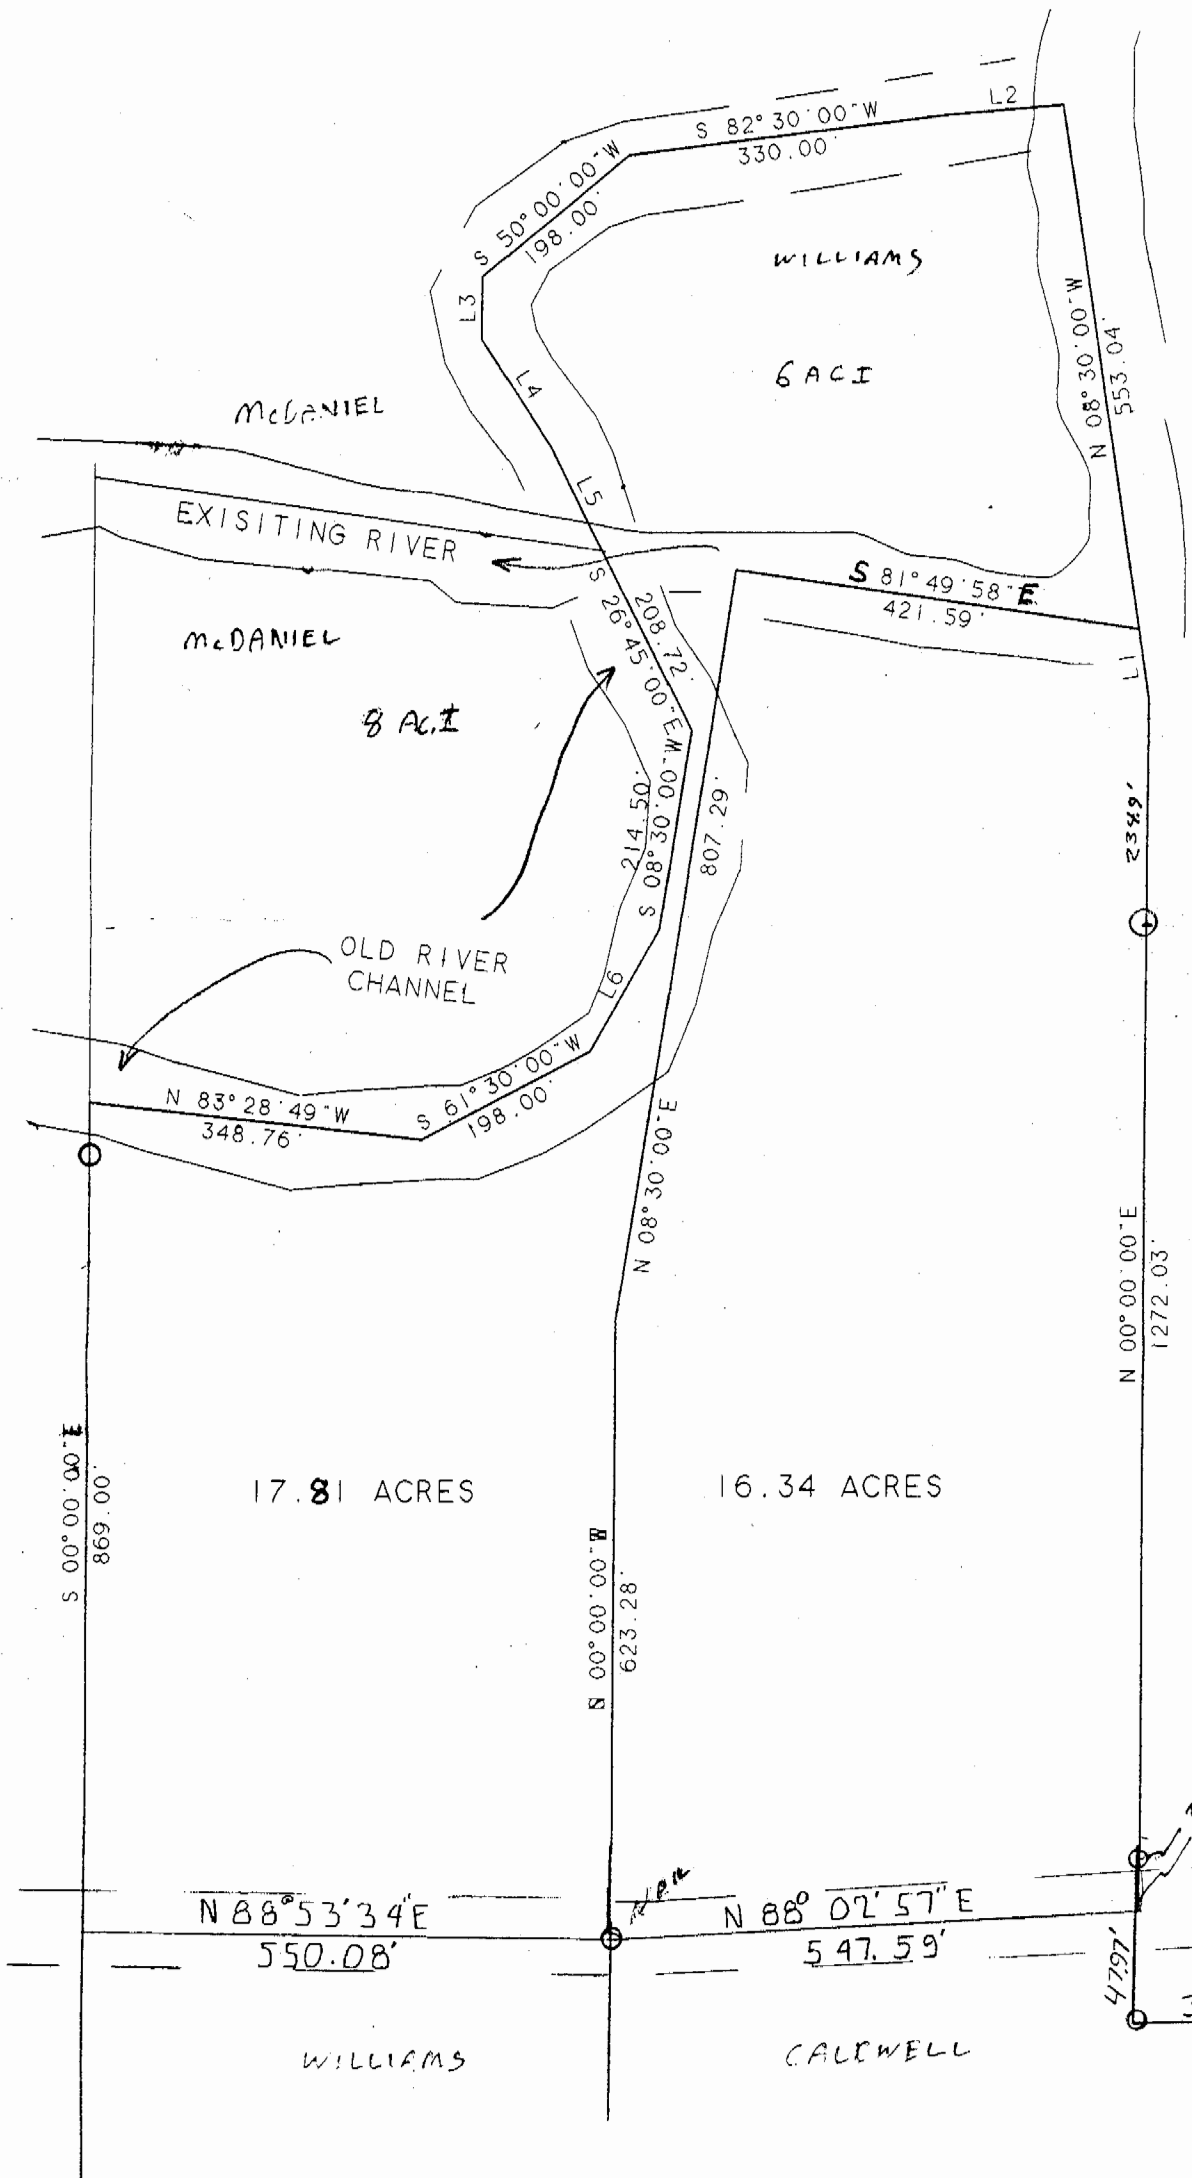 L2
S 82° 30' 00" W
330.00'
S 50° 00' 00" W
198.00'
L3
WILLIAMS
N 08° 30' 00" W
553.04'
L4
6 AC±
McDANIEL
L5
EXISITING RIVER
S 81° 49' 58" E
421.59'
S 26° 45' 00" E
208.72'
McDANIEL
L1
8 AC.±
S 08° 30' 00" W
214.50'
807.29'
234.9'
OLD RIVER
CHANNEL
L6
N 83° 28' 49" W
348.76'
S 61° 30' 00" W
198.00'
N 08° 30' 00" E
N 00° 00' 00" E
1272.03'
S 00° 00' 00" E
869.00'
17.81 ACRES
16.34 ACRES
N 00° 00' 00"
623.28'
N 88° 53' 34" E
550.08'
N 88° 02' 57" E
547.59'
47.97'
WILLIAMS
CALDWELL